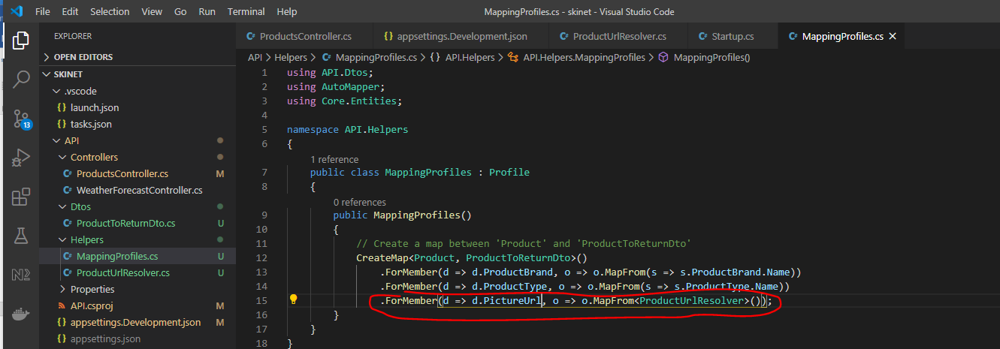 File Edit Selection View Go Run Terminal Help MappingProfiles.cs - skinet - Visual Studio Code
EXPLORER
OPEN EDITORS
SKINET
.vscode
{} launch.json
{} tasks.json
API
Controllers
C# ProductsController.cs M
C# WeatherForecastController.cs
Dtos
C# ProductToReturnDto.cs U
Helpers
C# MappingProfiles.cs U
C# ProductUrlResolver.cs U
Properties
API.csproj
{} appsettings.Development.json M
{} appsettings.json
13
C# ProductsController.cs {} appsettings.Development.json C# ProductUrlResolver.cs C# Startup.cs C# MappingProfiles.cs
API > Helpers > C# MappingProfiles.cs > {} API.Helpers > API.Helpers.MappingProfiles > MappingProfiles()
1 using API.Dtos;
2 using AutoMapper;
3 using Core.Entities;
4
5 namespace API.Helpers
6 {
1 reference
7 public class MappingProfiles : Profile
8 {
0 references
9 public MappingProfiles()
10 {
11 // Create a map between 'Product' and 'ProductToReturnDto'
12 CreateMap<Product, ProductToReturnDto>()
13 .ForMember(d => d.ProductBrand, o => o.MapFrom(s => s.ProductBrand.Name))
14 .ForMember(d => d.ProductType, o => o.MapFrom(s => s.ProductType.Name))
15 .ForMember(d => d.PictureUrl, o => o.MapFrom<ProductUrlResolver>());
16 }
17 }
18 }